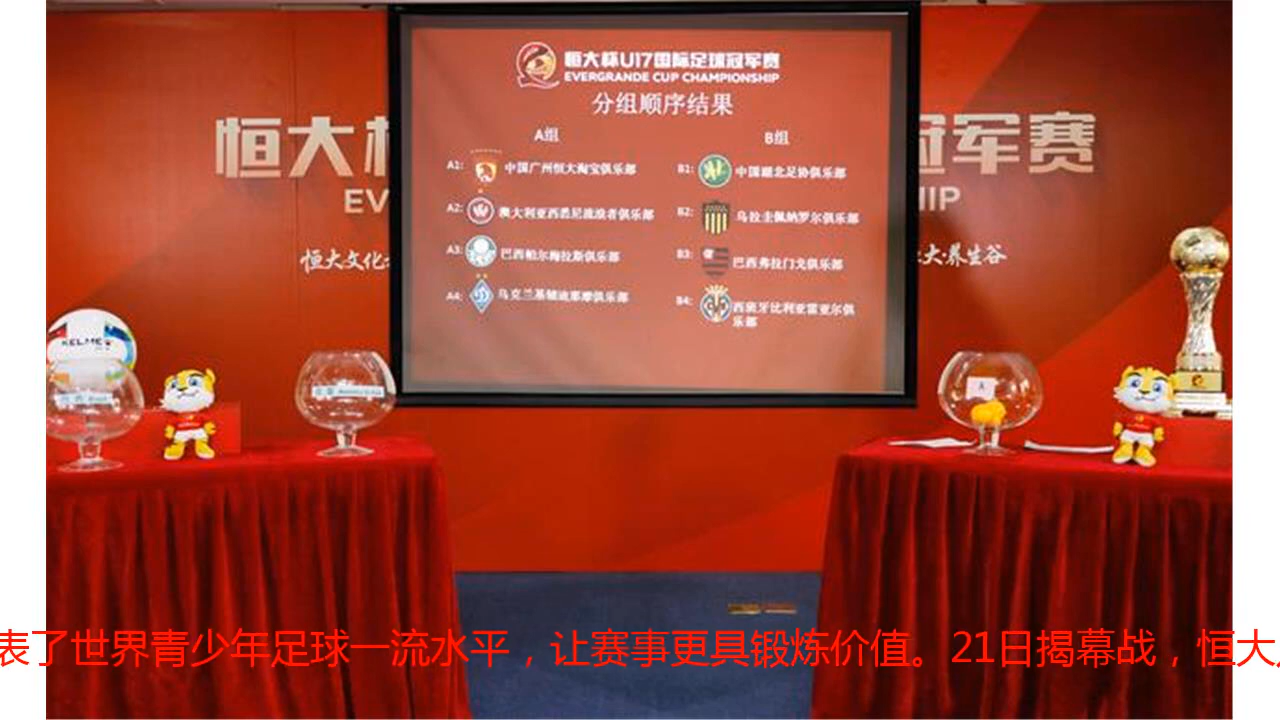 恒大杯U17国际足球冠军赛
EVERGRANDE CUP CHAMPIONSHIP
分组顺序结果
A组
B组
A1: 中国广州恒大淘宝俱乐部
B1: 中国湖北足协俱乐部
A2: 澳大利亚西悉尼流浪者俱乐部
B2: 乌拉圭佩纳罗尔俱乐部
A3: 巴西帕尔梅拉斯俱乐部
B3: 巴西弗拉门戈俱乐部
A4: 乌克兰基辅迪那摩俱乐部
B4: 西班牙比利亚雷亚尔俱
乐部
恒大杯
冠军赛
EV
HIP
恒大文化
大养生谷
KELME
A
表了世界青少年足球一流水平，让赛事更具锻炼价值。21日揭幕战，恒大